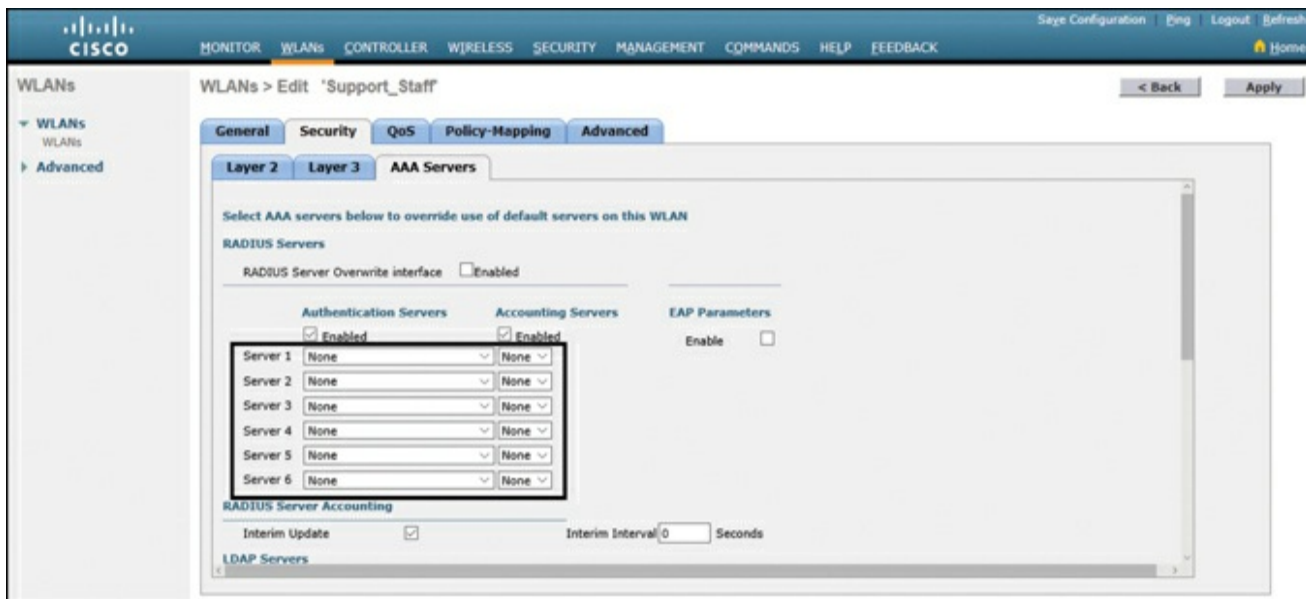 Save Configuration Ping Logout Refresh
CISCO
MONITOR WLANs CONTROLLER WIRELESS SECURITY MANAGEMENT COMMANDS HELP FEEDBACK
Home
WLANs
WLANs > Edit 'Support_Staff'
< Back Apply
WLANs
WLANs
Advanced
General Security QoS Policy-Mapping Advanced
Layer 2 Layer 3 AAA Servers
Select AAA servers below to override use of default servers on this WLAN
RADIUS Servers
RADIUS Server Overwrite interface Enabled
Authentication Servers Accounting Servers EAP Parameters
Enabled Enabled Enable
Server 1 None None
Server 2 None None
Server 3 None None
Server 4 None None
Server 5 None None
Server 6 None None
RADIUS Server Accounting
Interim Update Interim Interval 0 Seconds
LDAP Servers